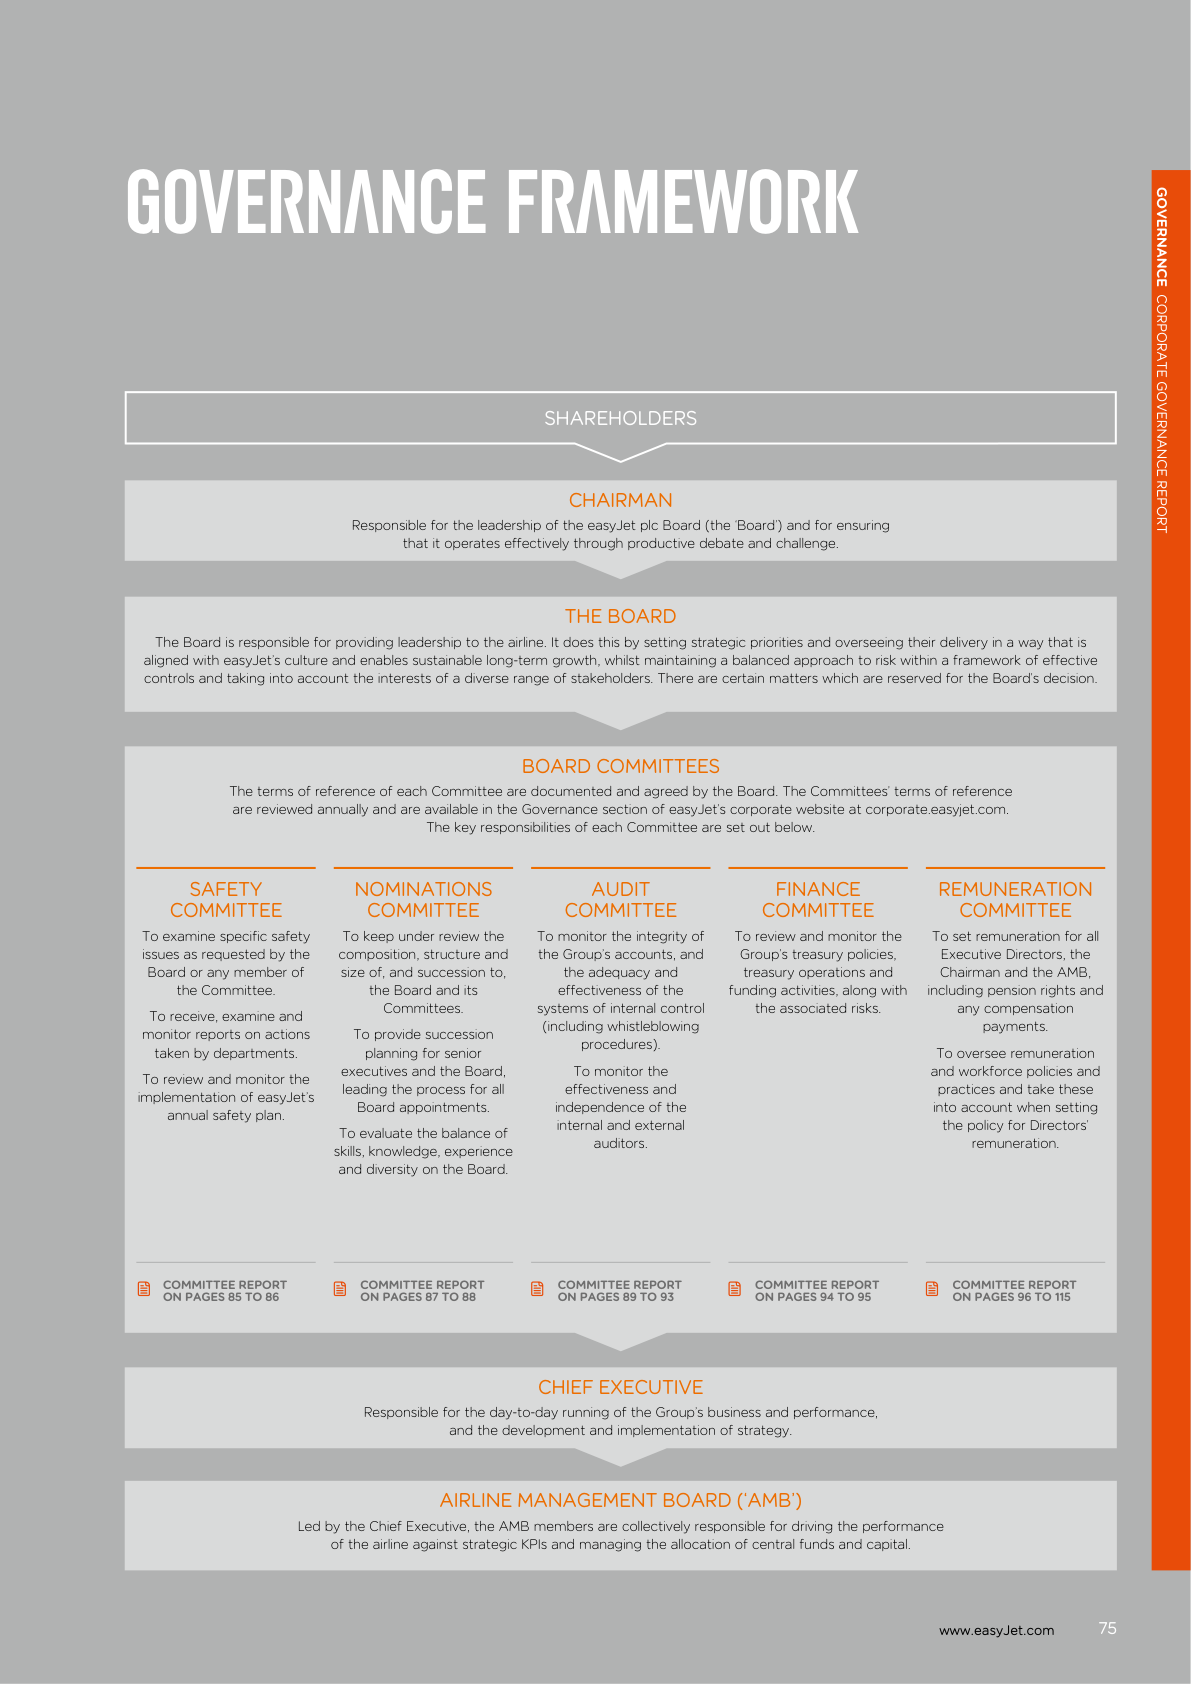 GOVERNANCE FRAMEWORK
GOVERNANCE CORPORATE GOVERNANCE REPORT
SHAREHOLDERS
CHAIRMAN
Responsible for the leadership of the easyJet plc Board (the ‘Board’) and for ensuring
that it operates effectively through productive debate and challenge.
THE BOARD
The Board is responsible for providing leadership to the airline. It does this by setting strategic priorities and overseeing their delivery in a way that is
aligned with easyJet’s culture and enables sustainable long-term growth, whilst maintaining a balanced approach to risk within a framework of effective
controls and taking into account the interests of a diverse range of stakeholders. There are certain matters which are reserved for the Board’s decision.
BOARD COMMITTEES
The terms of reference of each Committee are documented and agreed by the Board. The Committees’ terms of reference
are reviewed annually and are available in the Governance section of easyJet’s corporate website at corporate.easyjet.com.
The key responsibilities of each Committee are set out below.
SAFETY
COMMITTEE
To examine specific safety
issues as requested by the
Board or any member of
the Committee.
To receive, examine and
monitor reports on actions
taken by departments.
To review and monitor the
implementation of easyJet’s
annual safety plan.
COMMITTEE REPORT
ON PAGES 85 TO 86
NOMINATIONS
COMMITTEE
To keep under review the
composition, structure and
size of, and succession to,
the Board and its
Committees.
To provide succession
planning for senior
executives and the Board,
leading the process for all
Board appointments.
To evaluate the balance of
skills, knowledge, experience
and diversity on the Board.
COMMITTEE REPORT
ON PAGES 87 TO 88
AUDIT
COMMITTEE
To monitor the integrity of
the Group’s accounts, and
the adequacy and
effectiveness of the
systems of internal control
(including whistleblowing
procedures).
To monitor the
effectiveness and
independence of the
internal and external
auditors.
COMMITTEE REPORT
ON PAGES 89 TO 93
FINANCE
COMMITTEE
To review and monitor the
Group’s treasury policies,
treasury operations and
funding activities, along with
the associated risks.
COMMITTEE REPORT
ON PAGES 94 TO 95
REMUNERATION
COMMITTEE
To set remuneration for all
Executive Directors, the
Chairman and the AMB,
including pension rights and
any compensation
payments.
To oversee remuneration
and workforce policies and
practices and take these
into account when setting
the policy for Directors’
remuneration.
COMMITTEE REPORT
ON PAGES 96 TO 115
CHIEF EXECUTIVE
Responsible for the day-to-day running of the Group’s business and performance,
and the development and implementation of strategy.
AIRLINE MANAGEMENT BOARD (‘AMB’)
Led by the Chief Executive, the AMB members are collectively responsible for driving the performance
of the airline against strategic KPIs and managing the allocation of central funds and capital.
www.easyJet.com 75